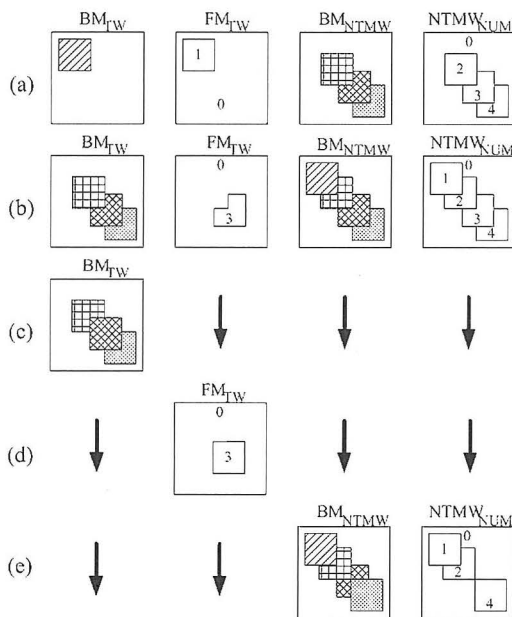 BM_TW FM_TW BM_NTMW NTMW_NUM
(a) 1 0 0 2 3 4
BM_TW FM_TW BM_NTMW NTMW_NUM
(b) 0 3 0 1 2 3 4
BM_TW
(c)
FM_TW
(d) 0 3
BM_NTMW NTMW_NUM
(e) 0 1 2 4